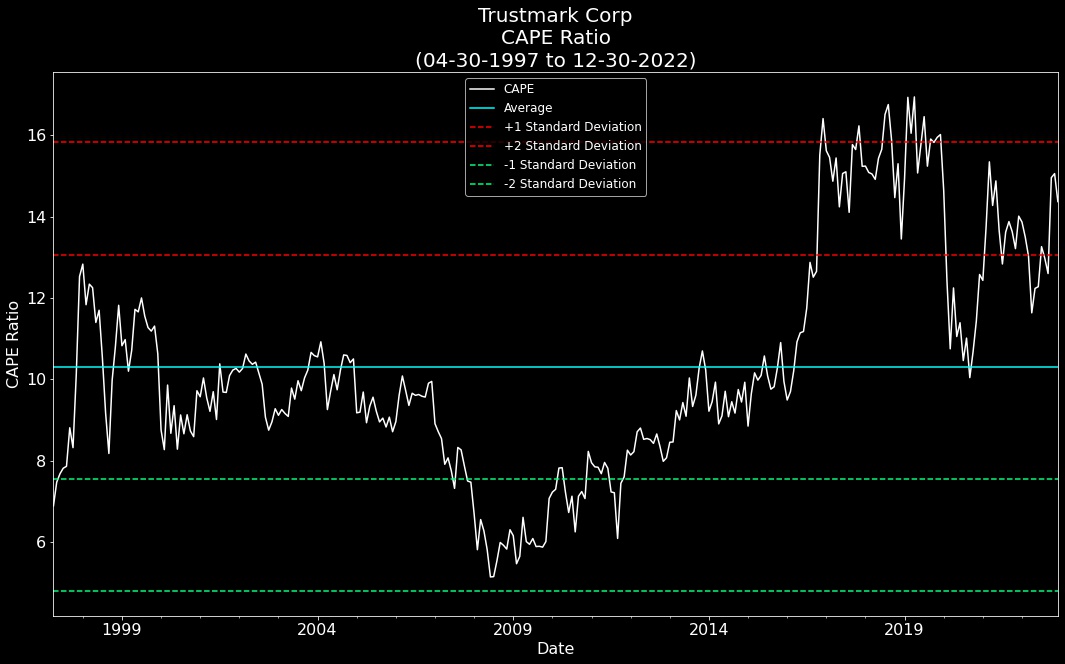 Trustmark Corp
CAPE Ratio
(04-30-1997 to 12-30-2022)
CAPE
Average
+1 Standard Deviation
+2 Standard Deviation
-1 Standard Deviation
-2 Standard Deviation
CAPE Ratio
16
14
12
10
8
6
1999 2004 2009 2014 2019
Date